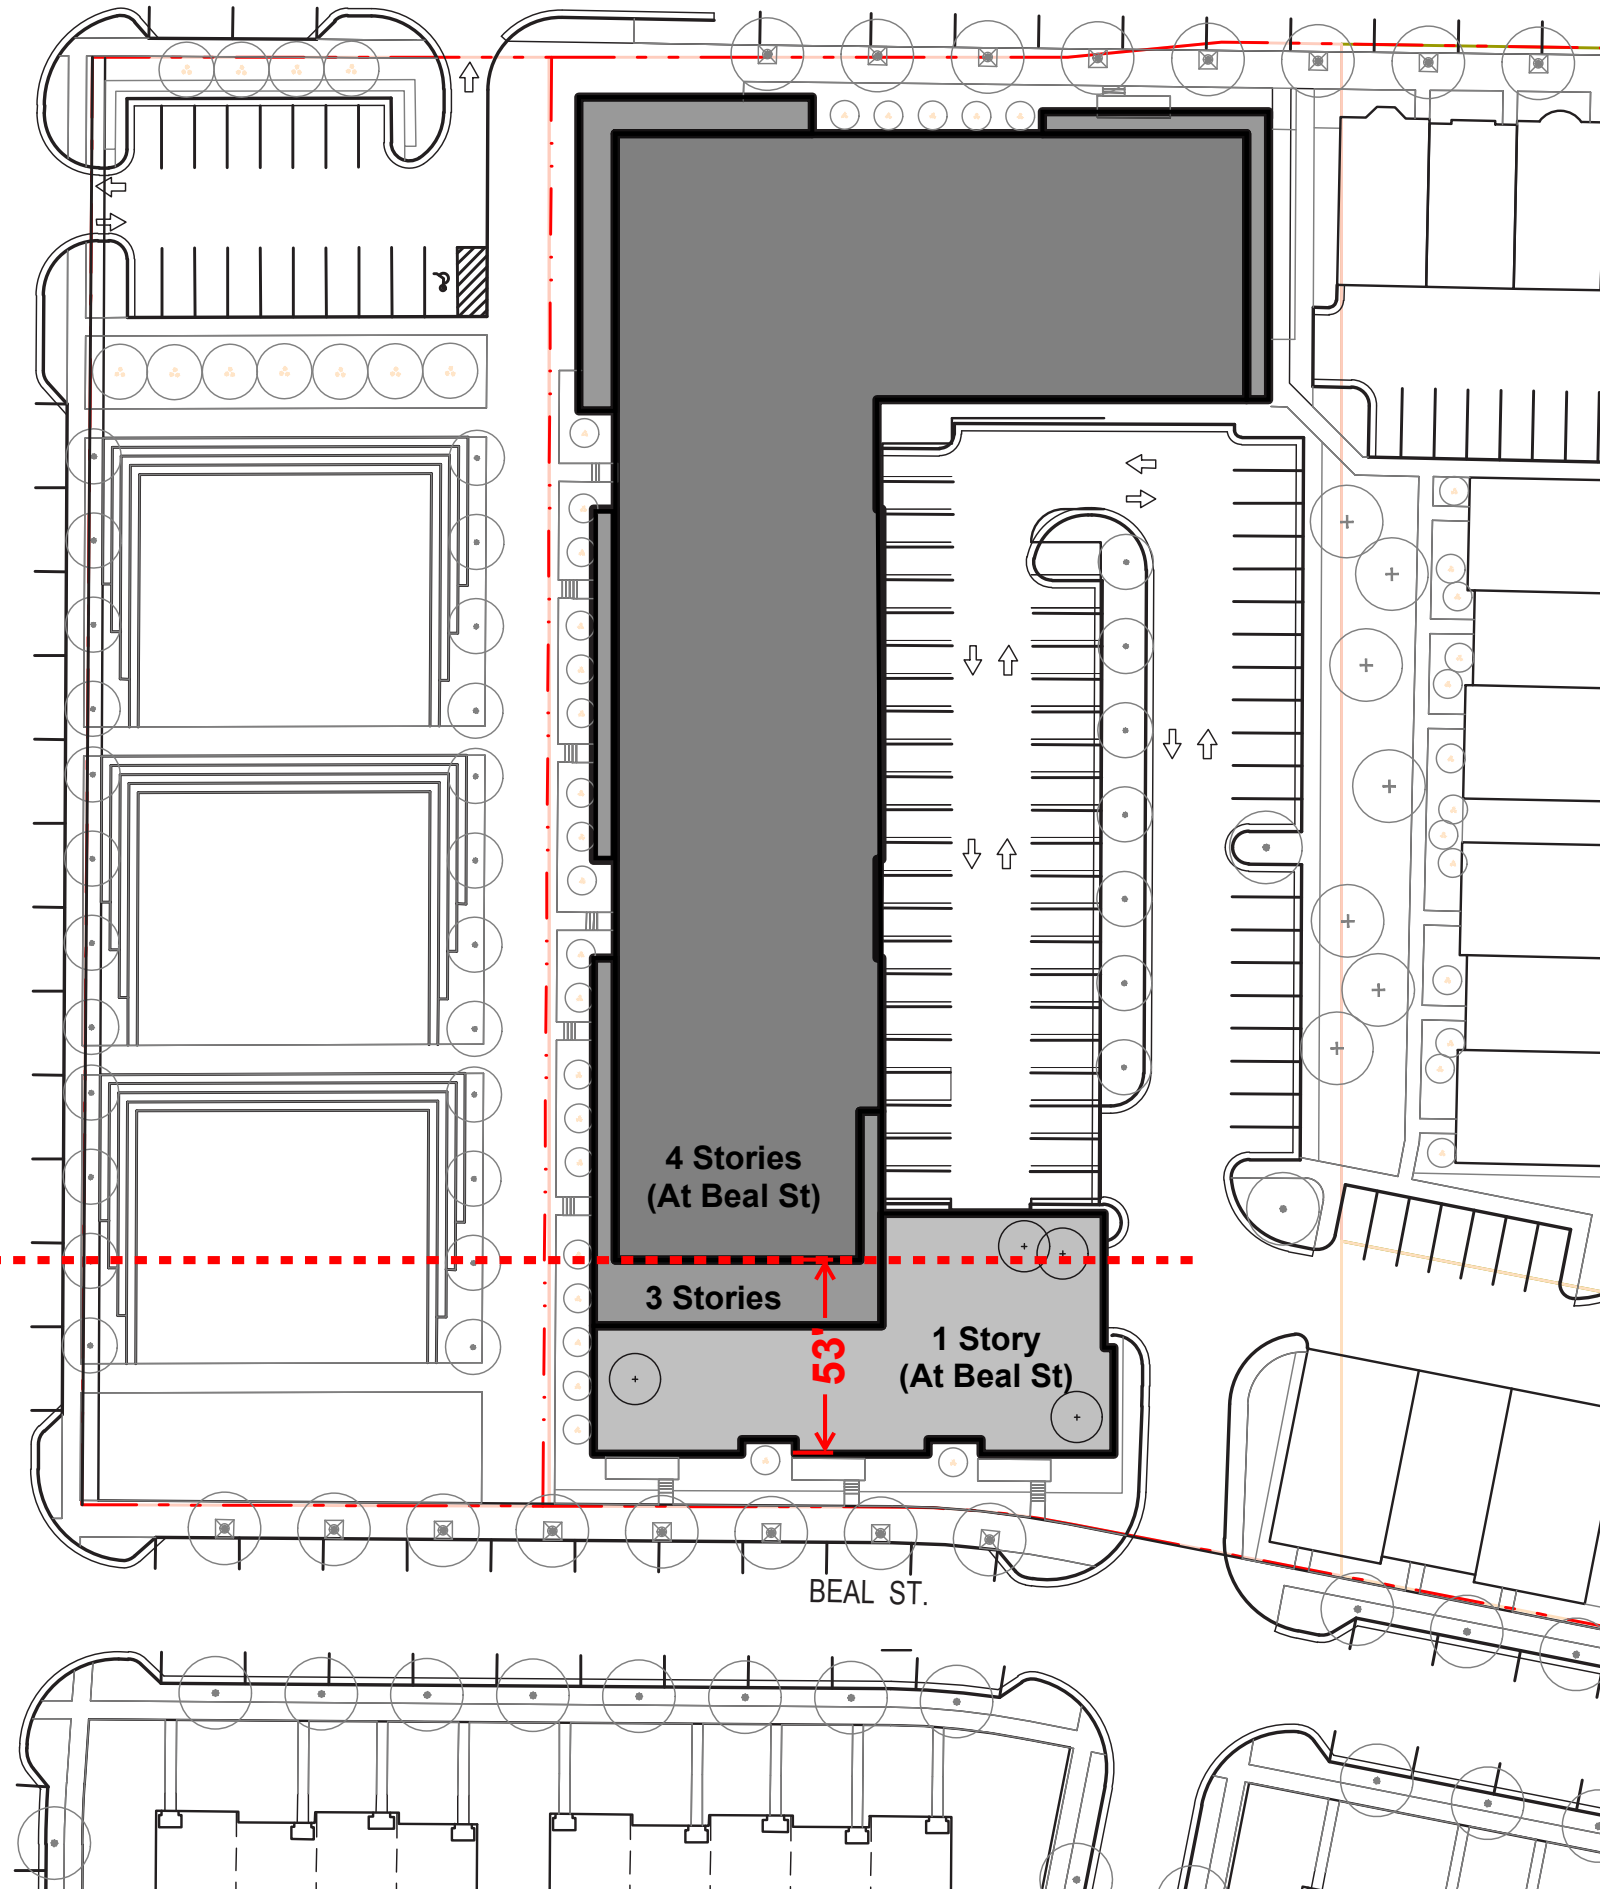 4 Stories
(At Beal St)
3 Stories
53'
1 Story
(At Beal St)
BEAL ST.